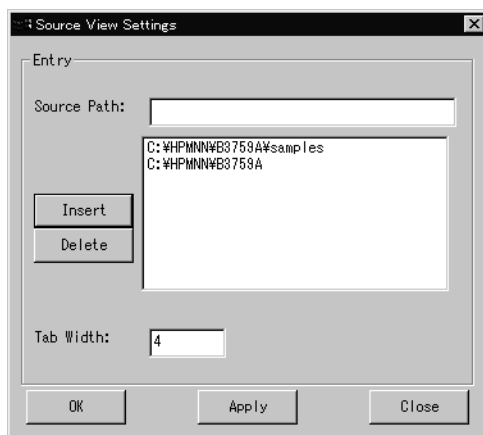 Source View Settings
Entry
Source Path:
C:¥HPMNN¥B3759A¥samples
C:¥HPMNN¥B3759A
Insert
Delete
Tab Width:
4
OK Apply Close